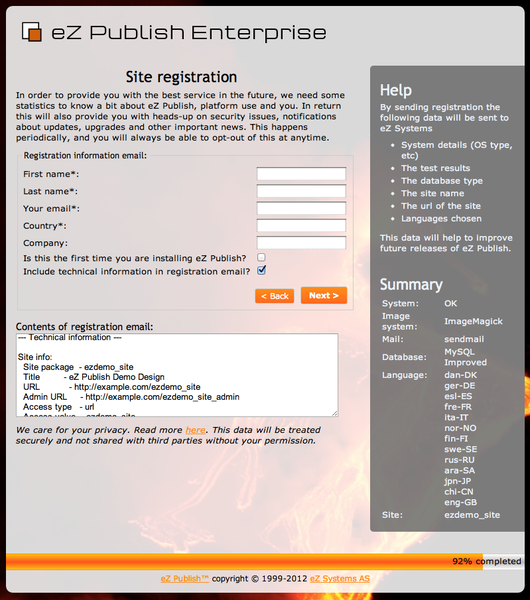 eZ Publish Enterprise
Site registration
In order to provide you with the best service in the future, we need some
statistics to know a bit about eZ Publish, platform use and you. In return
this will also provide you with heads-up on security issues, notifications
about updates, upgrades and other important news. This happens
periodically, and you will always be able to opt-out of this at anytime.
Registration information email:
First name*:
Last name*:
Your email*:
Country*:
Company:
Is this the first time you are installing eZ Publish?
Include technical information in registration email?
< Back
Next >
Contents of registration email:
--- Technical information ---
Site info:
Site package - ezdemo_site
Title - eZ Publish Demo Design
URL - http://example.com/ezdemo_site
Admin URL - http://example.com/ezdemo_site_admin
Access type - url
Access value - ezdemo_site
We care for your privacy. Read more here. This data will be treated
securely and not shared with third parties without your permission.
Help
By sending registration the
following data will be sent to
eZ Systems
• System details (OS type,
etc)
• The test results
• The database type
• The site name
• The url of the site
• Languages chosen
This data will help to improve
future releases of eZ Publish.
Summary
System: OK
Image
system: ImageMagick
Mail: sendmail
Database: MySQL
Improved
Language: dan-DK
ger-DE
esl-ES
fre-FR
ita-IT
nor-NO
fin-FI
swe-SE
rus-RU
ara-SA
jpn-JP
chi-CN
eng-GB
Site: ezdemo_site
92% completed
eZ Publish™ copyright © 1999-2012 eZ Systems AS